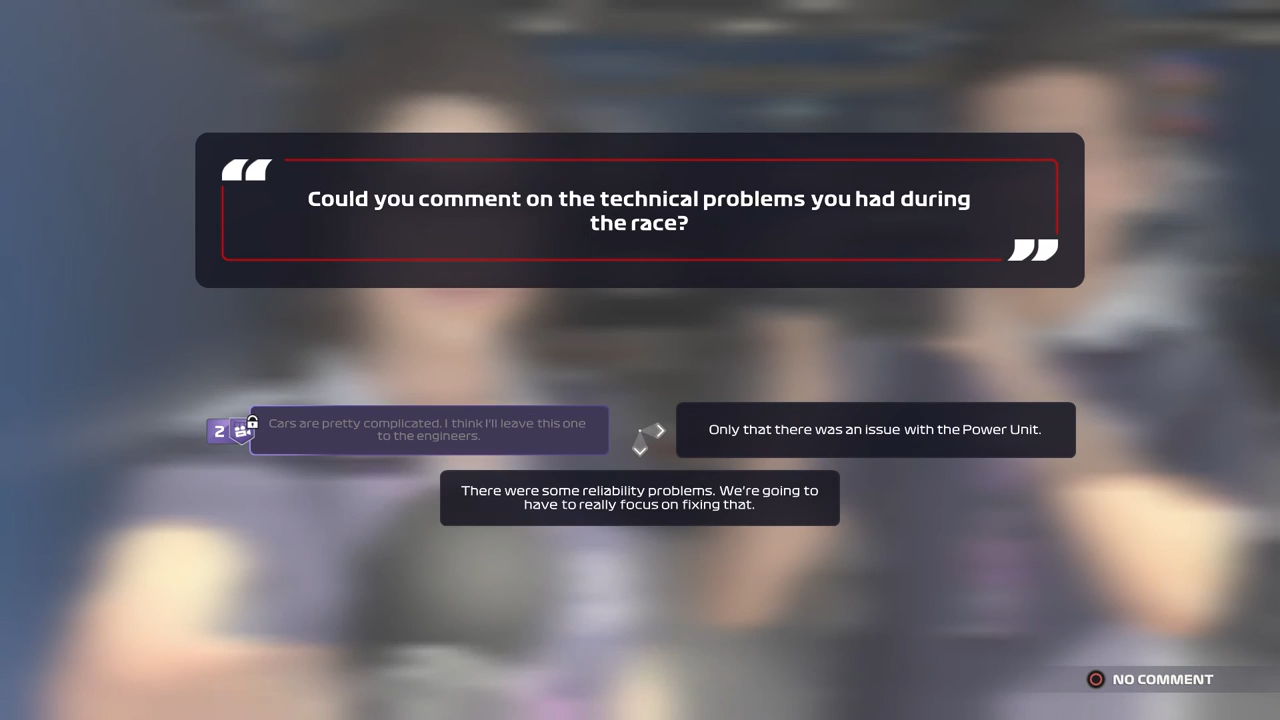 Could you comment on the technical problems you had during
the race?
2
Cars are pretty complicated. I think I'll leave this one
to the engineers.
Only that there was an issue with the Power Unit.
There were some reliability problems. We're going to
have to really focus on fixing that.
NO COMMENT